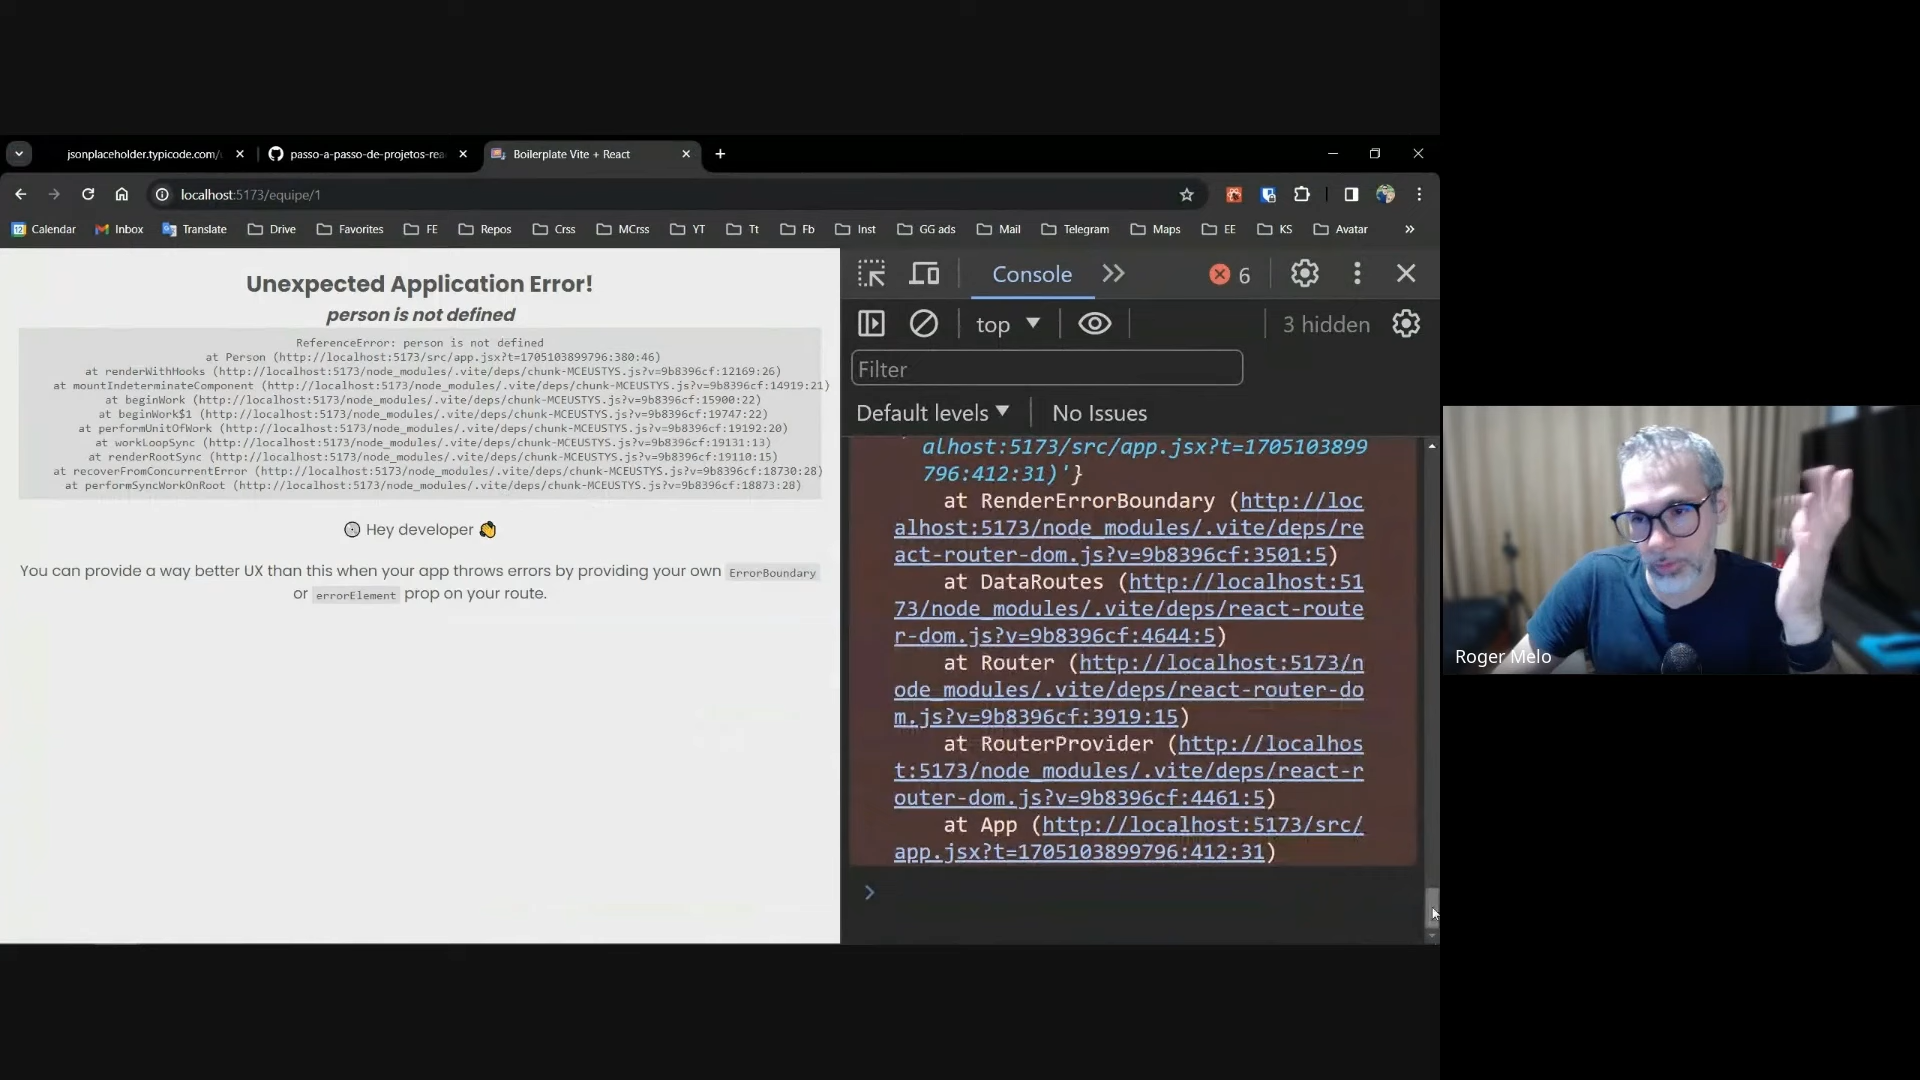 jsonplaceholder.typicode.com/
passo-a-passo-de-projetos-rea
Boilerplate Vite + React
localhost:5173/equipe/1
Calendar
Inbox
Translate
Drive
Favorites
FE
Repos
Crss
MCrss
YT
Tt
Fb
Inst
GG ads
Mail
Telegram
Maps
EE
KS
Avatar
»
Unexpected Application Error!
person is not defined
ReferenceError: person is not defined
at Person (http://localhost:5173/src/app.jsx?t=1705103899796:380:46)
at renderWithHooks (http://localhost:5173/node_modules/.vite/deps/chunk-MCEUSTYS.js?v=9b8396cf:12169:26)
at mountIndeterminateComponent (http://localhost:5173/node_modules/.vite/deps/chunk-MCEUSTYS.js?v=9b8396cf:14919:21)
at beginWork (http://localhost:5173/node_modules/.vite/deps/chunk-MCEUSTYS.js?v=9b8396cf:15900:22)
at beginWork$1 (http://localhost:5173/node_modules/.vite/deps/chunk-MCEUSTYS.js?v=9b8396cf:19747:22)
at performUnitOfWork (http://localhost:5173/node_modules/.vite/deps/chunk-MCEUSTYS.js?v=9b8396cf:19192:20)
at workLoopSync (http://localhost:5173/node_modules/.vite/deps/chunk-MCEUSTYS.js?v=9b8396cf:19131:13)
at renderRootSync (http://localhost:5173/node_modules/.vite/deps/chunk-MCEUSTYS.js?v=9b8396cf:19110:15)
at recoverFromConcurrentError (http://localhost:5173/node_modules/.vite/deps/chunk-MCEUSTYS.js?v=9b8396cf:18730:28)
at performSyncWorkOnRoot (http://localhost:5173/node_modules/.vite/deps/chunk-MCEUSTYS.js?v=9b8396cf:18873:28)
💿 Hey developer 👋
You can provide a way better UX than this when your app throws errors by providing your own ErrorBoundary
or errorElement prop on your route.
Console
6
top
3 hidden
Filter
Default levels
No Issues
alhost:5173/src/app.jsx?t=1705103899
796:412:31)'}
at RenderErrorBoundary (http://loc
alhost:5173/node_modules/.vite/deps/re
act-router-dom.js?v=9b8396cf:3501:5)
at DataRoutes (http://localhost:51
73/node_modules/.vite/deps/react-route
r-dom.js?v=9b8396cf:4644:5)
at Router (http://localhost:5173/n
ode_modules/.vite/deps/react-router-do
m.js?v=9b8396cf:3919:15)
at RouterProvider (http://localhos
t:5173/node_modules/.vite/deps/react-r
outer-dom.js?v=9b8396cf:4461:5)
at App (http://localhost:5173/src/
app.jsx?t=1705103899796:412:31)
Roger Melo